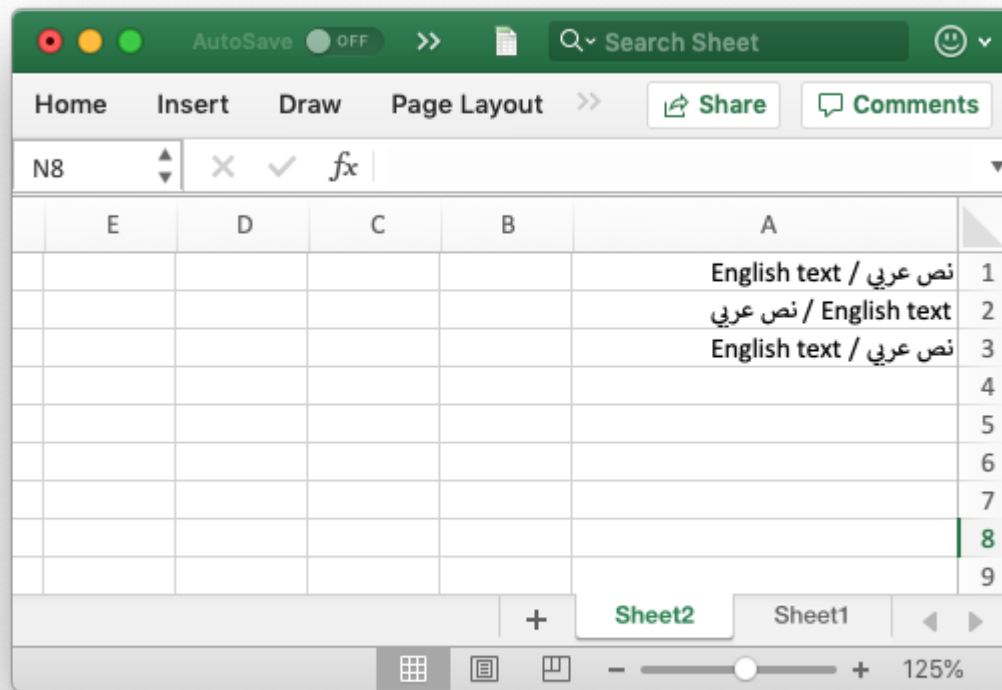 AutoSave OFF >> Search Sheet
Home Insert Draw Page Layout >> Share Comments
N8 fx
E D C B A
نص عربي / English text 1
نص عربي / English text 2
نص عربي / English text 3
4
5
6
7
8
9
+ Sheet2 Sheet1
− + 125%